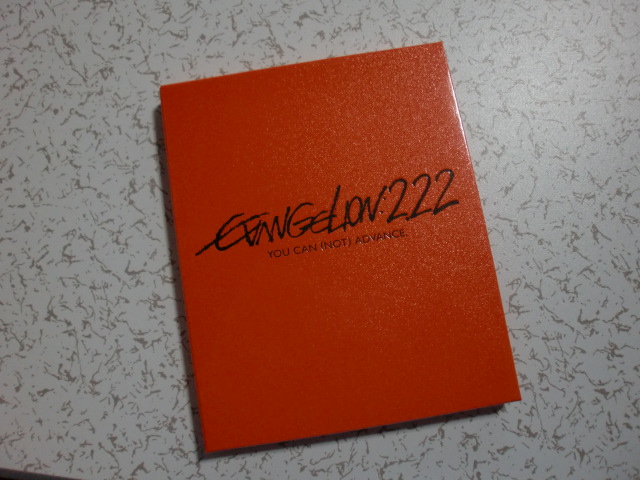 EVANGELION:2.22
YOU CAN (NOT) ADVANCE.